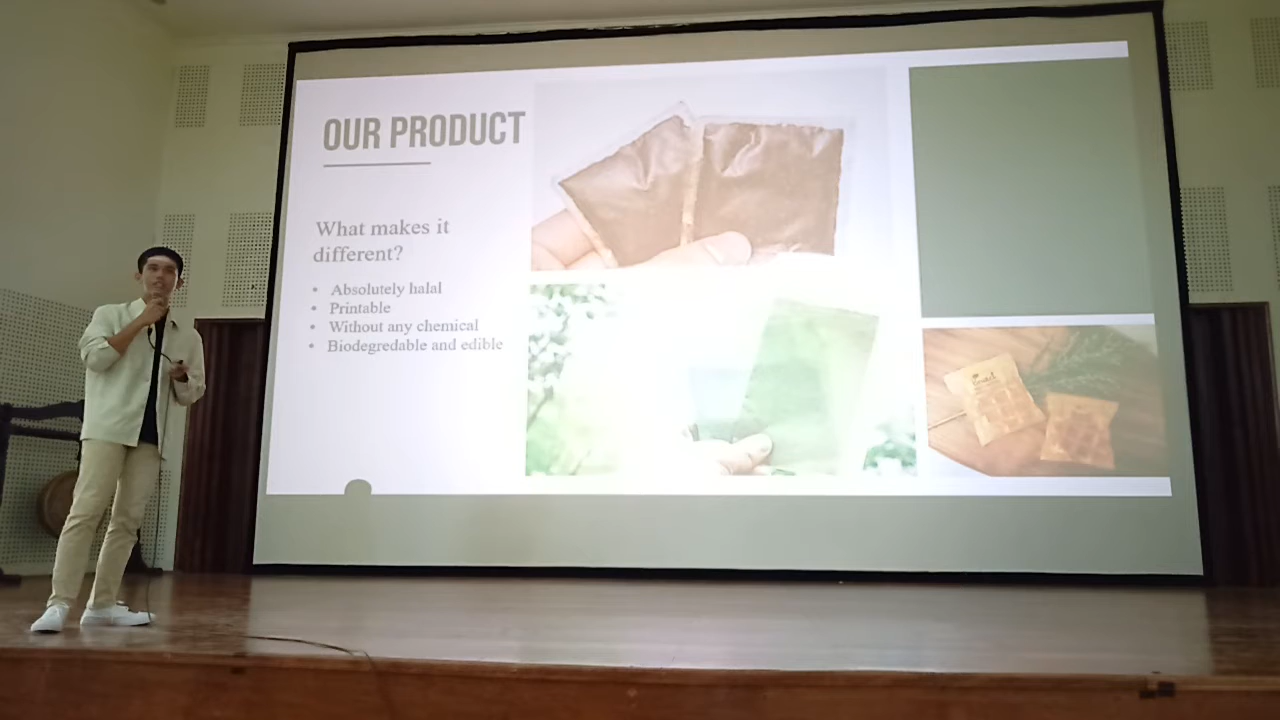 OUR PRODUCT
What makes it
different?
• Absolutely halal
• Printable
• Without any chemical
• Biodegredable and edible